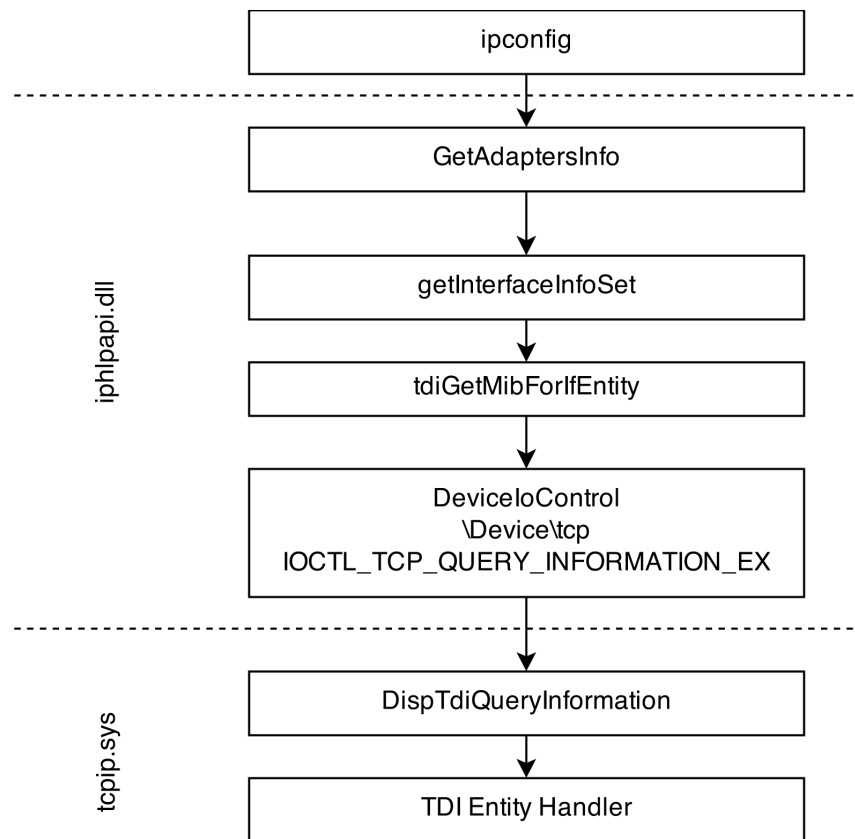 ipconfig
GetAdaptersInfo
getInterfaceInfoSet
tdiGetMibForIfEntity
iphlpapi.dll
DeviceIoControl
\Device\tcp
IOCTL_TCP_QUERY_INFORMATION_EX
DispTdiQueryInformation
tcpip.sys
TDI Entity Handler